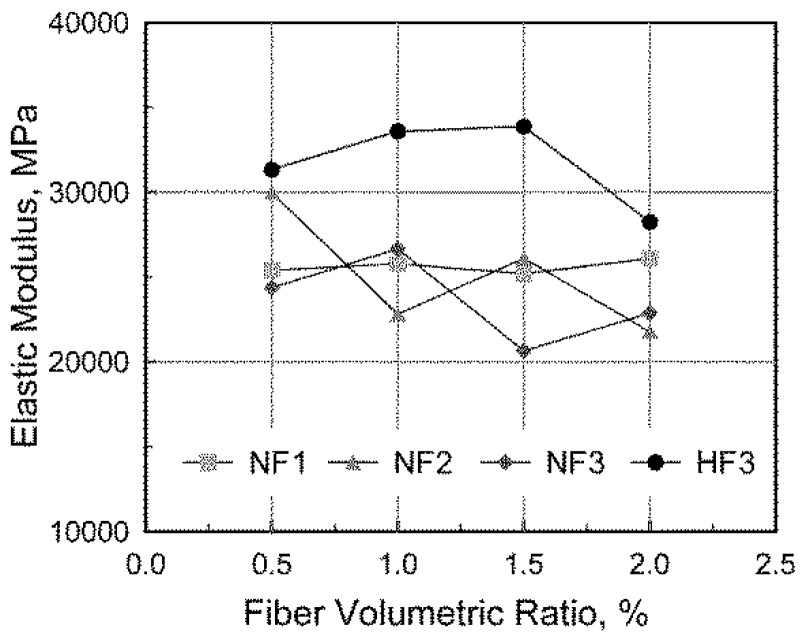 40000
30000
20000
10000
Elastic Modulus, MPa
NF1 NF2 NF3 HF3
0.0 0.5 1.0 1.5 2.0 2.5
Fiber Volumetric Ratio, %